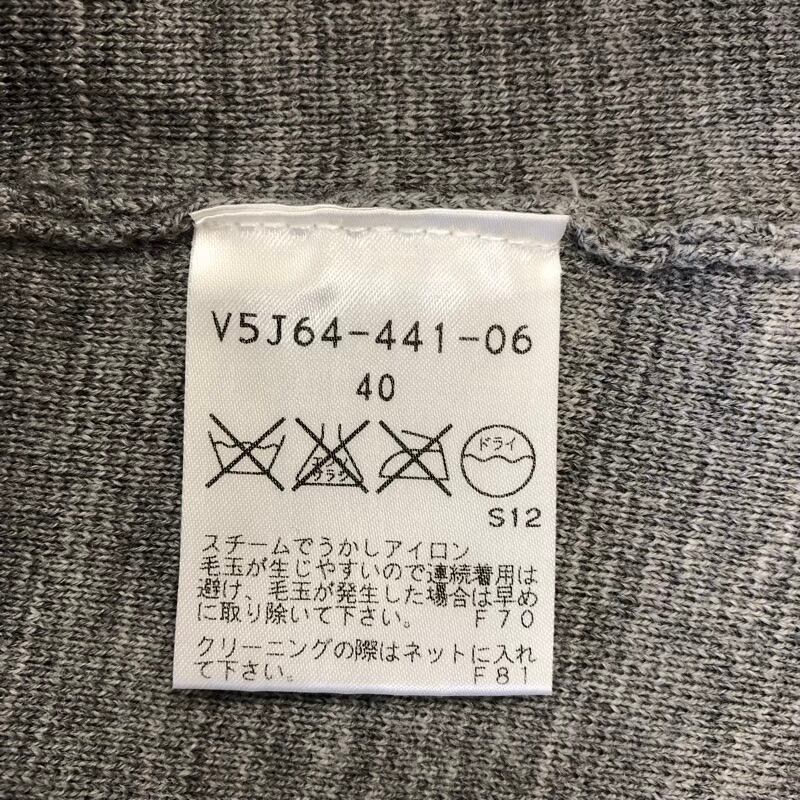 V5J64-441-06
40
エンソ
サラシ
ドライ
S12
スチームでうかしアイロン
毛玉が生じやすいので連続着用は
避け、毛玉が発生した場合は早め
に取り除いて下さい。 F70
クリーニングの際はネットに入れ
て下さい。 F81